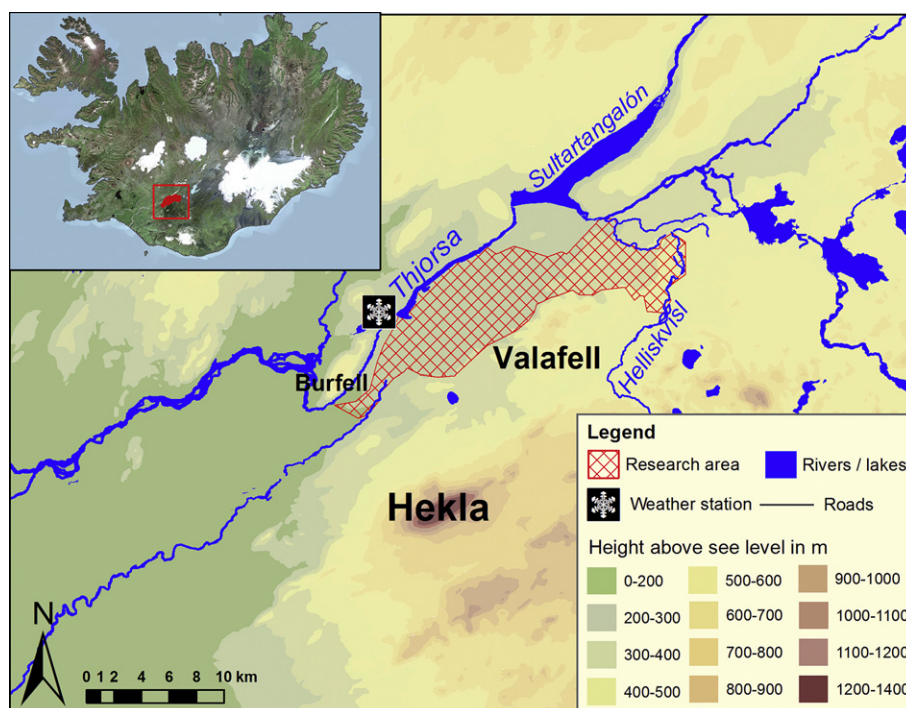 Sultartangalón
Thjorsa
Burfell
Valafell
Helliskvísl
Hekla
N
0 1 2 4 6 8 10 km
Legend
Research area
Rivers / lakes
Weather station
Roads
Height above see level in m
0-200
500-600
900-1000
200-300
600-700
1000-1100
300-400
700-800
1100-1200
400-500
800-900
1200-1400